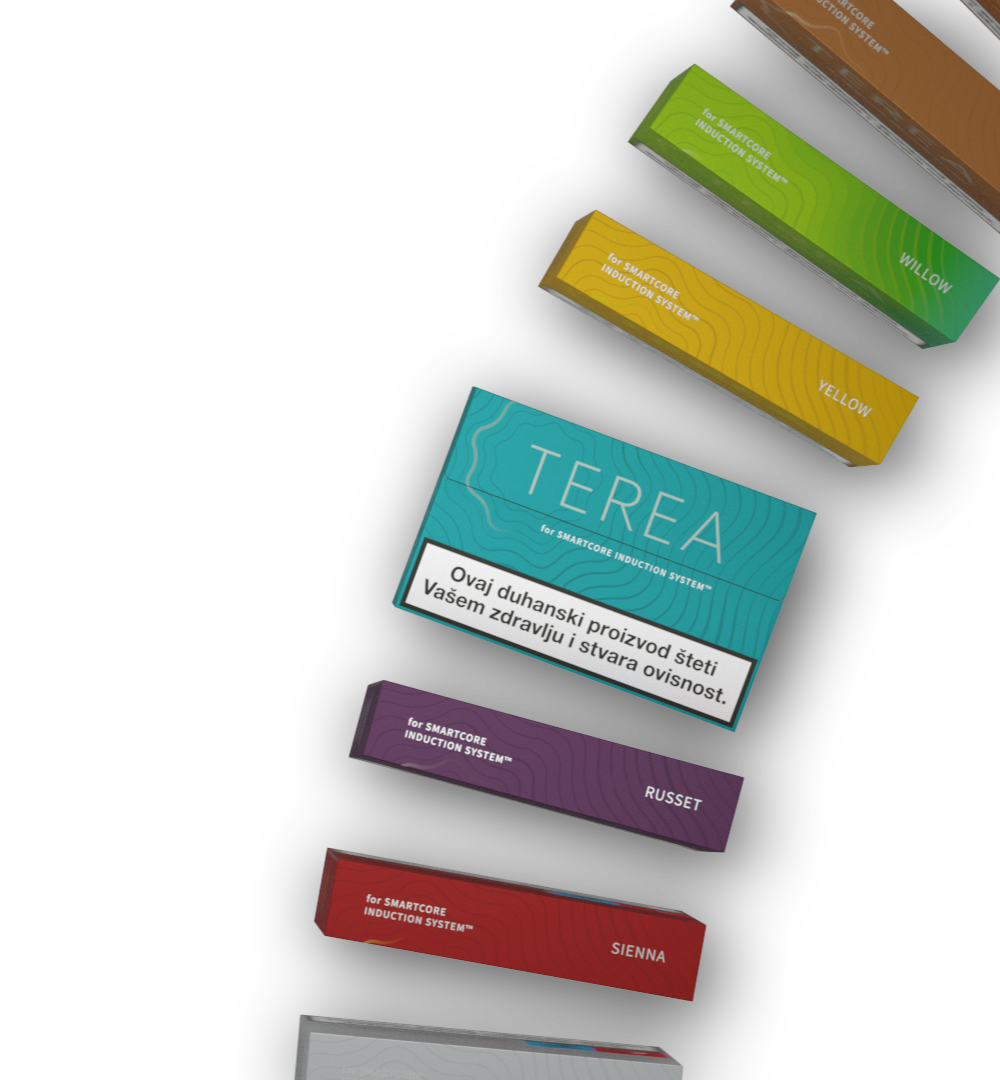 SMARTCORE
INDUCTION SYSTEM™
for SMARTCORE
INDUCTION SYSTEM™
WILLOW
for SMARTCORE
INDUCTION SYSTEM™
YELLOW
TEREA
for SMARTCORE INDUCTION SYSTEM™
Ovaj duhanski proizvod šteti
Vašem zdravlju i stvara ovisnost.
for SMARTCORE
INDUCTION SYSTEM™
RUSSET
for SMARTCORE
INDUCTION SYSTEM™
SIENNA